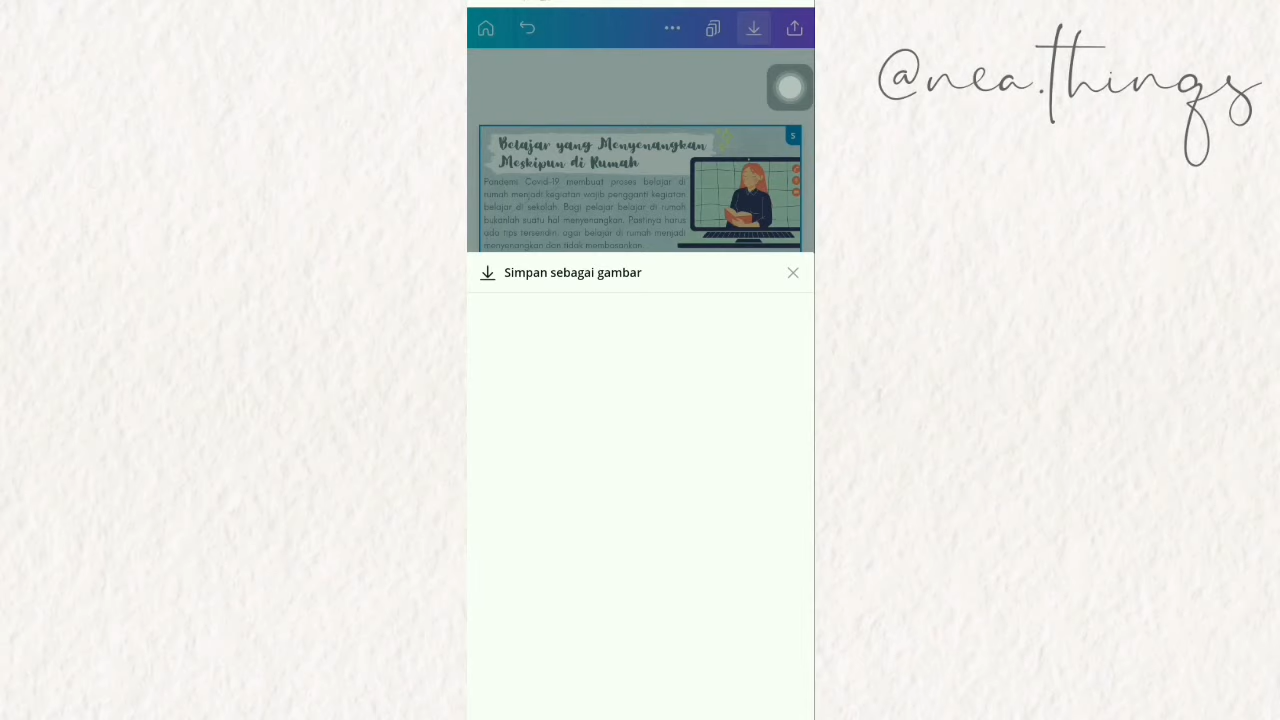 @nea.things
S
Belajar yang Menyenangkan
Meskipun di Rumah
Pandemi Covid-19 membuat proses belajar di
rumah menjadi kegiatan wajib pengganti kegiatan
belajar di sekolah. Bagi pelajar belajar di rumah
bukanlah suatu hal menyenangkan. Pastinya harus
ada tips tersendiri, agar belajar di rumah menjadi
menyenangkan dan tidak membosankan.
Simpan sebagai gambar